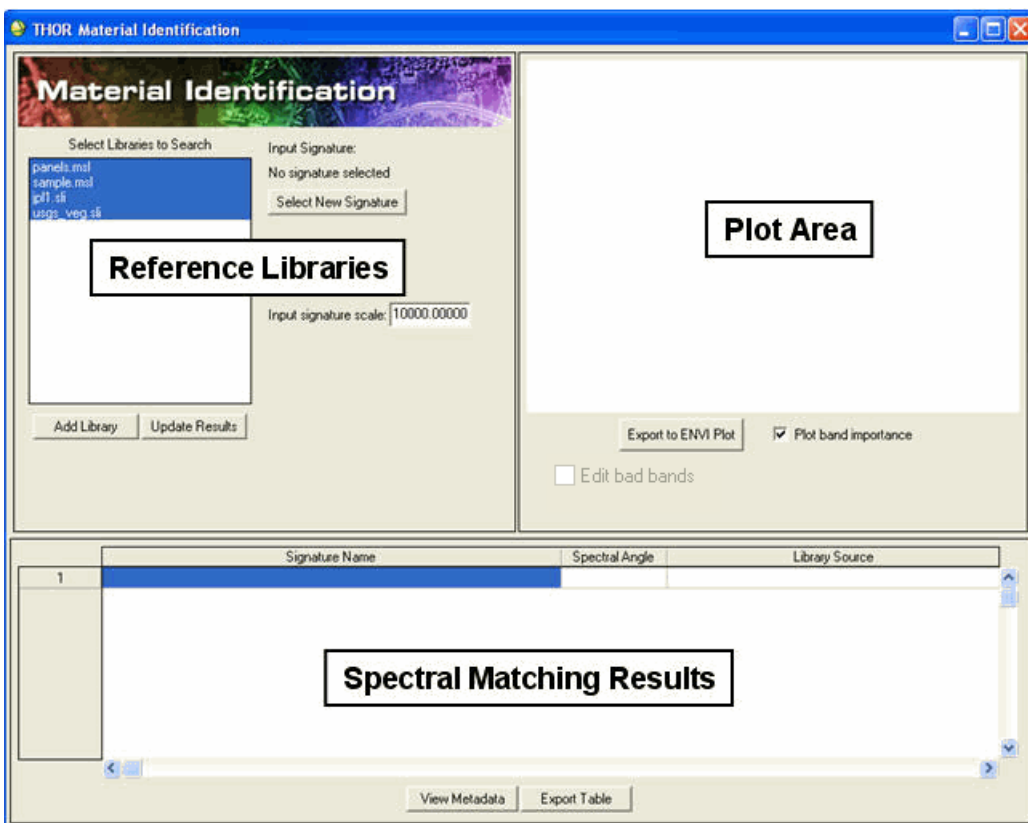 THOR Material Identification
Material Identification
Select Libraries to Search
panels.msl
sample.msl
jpl1.sli
usgs_veg.sli
Input Signature:
No signature selected
Select New Signature
Reference Libraries
Input signature scale: 10000.00000
Add Library
Update Results
Plot Area
Export to ENVI Plot
Plot band importance
Edit bad bands
Signature Name
Spectral Angle
Library Source
1
Spectral Matching Results
View Metadata
Export Table